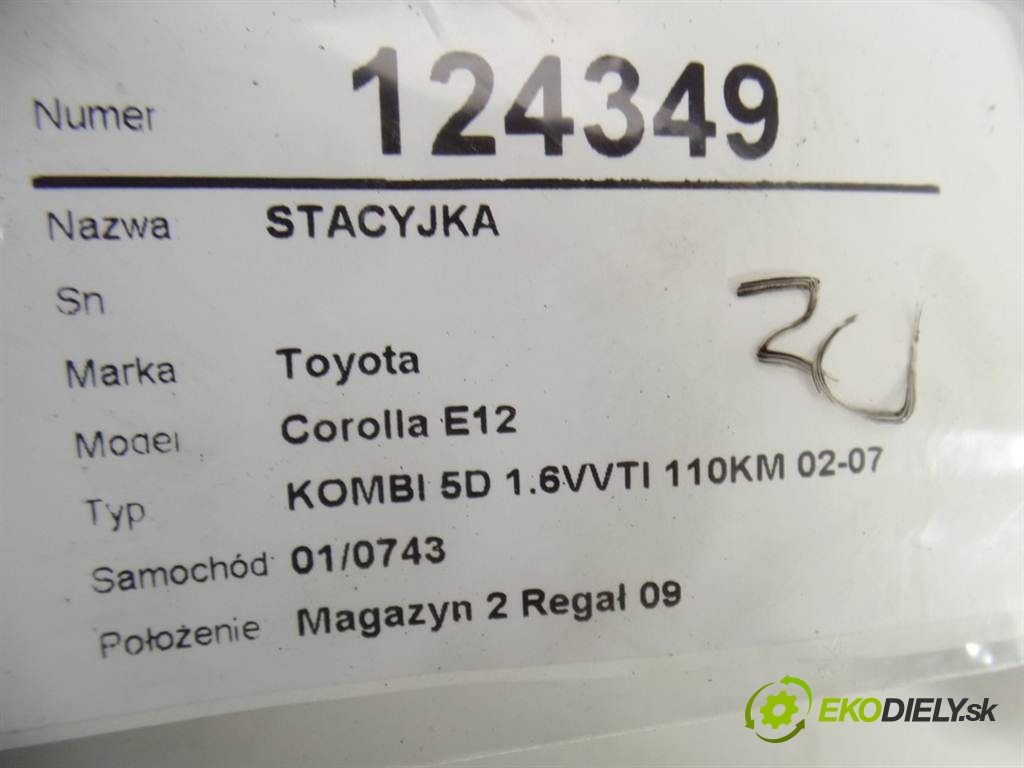 Numer 124349
Nazwa STACYJKA
Sn
Marka Toyota
Model Corolla E12
Typ KOMBI 5D 1.6VVTI 110KM 02-07
Samochód 01/0743
Położenie Magazyn 2 Regał 09
EKODIELY.sk